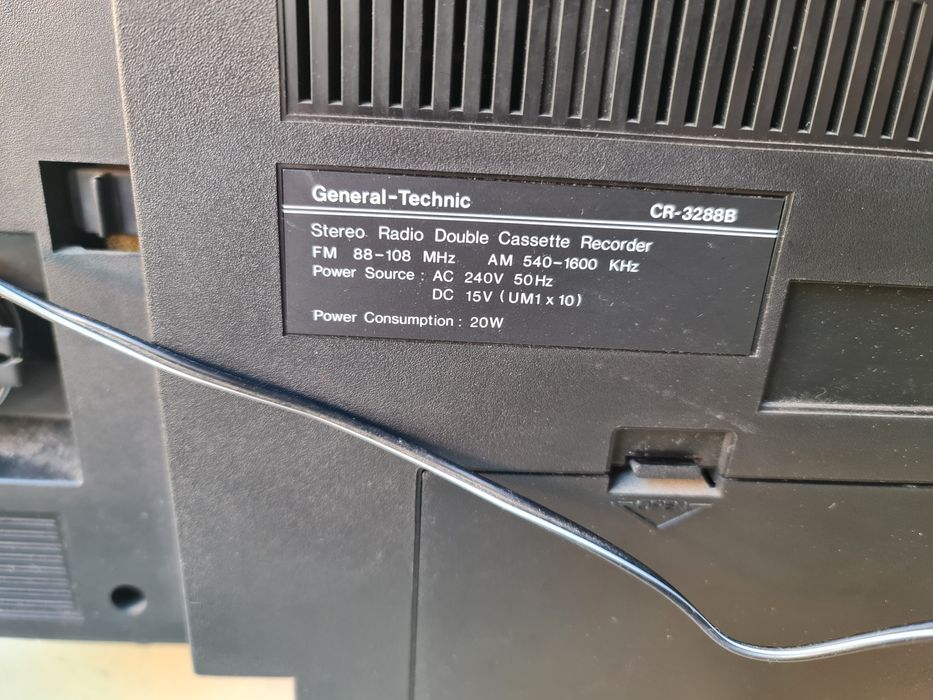 General-Technic CR-3288B
Stereo Radio Double Cassette Recorder
FM 88-108 MHz AM 540-1600 KHz
Power Source : AC 240V 50Hz
DC 15V (UM1 x 10)
Power Consumption : 20W
OPEN